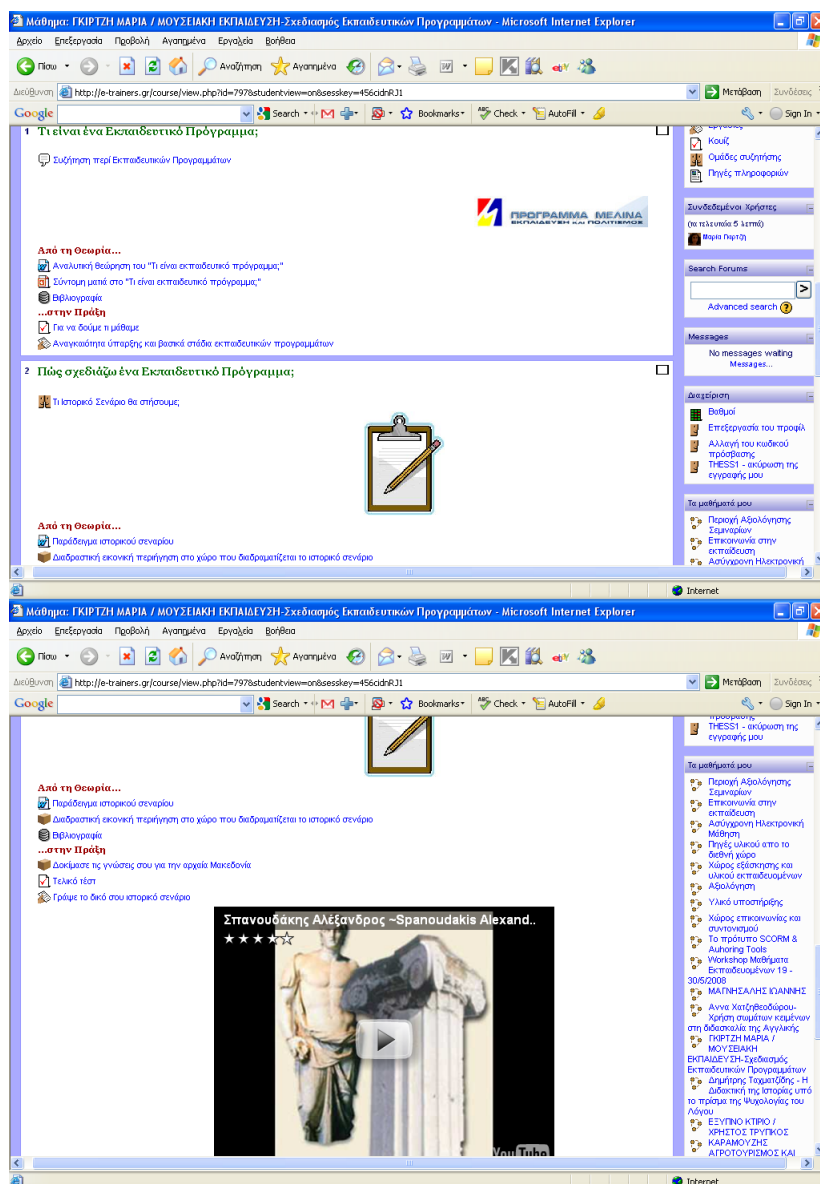 Μάθημα: ΓΚΙΡΤΖΗ ΜΑΡΙΑ / ΜΟΥΣΕΙΑΚΗ ΕΚΠΑΙΔΕΥΣΗ-Σχεδιασμός Εκπαιδευτικών Προγραμμάτων - Microsoft Internet Explorer
Αρχείο Επεξεργασία Προβολή Αγαπημένα Εργαλεία Βοήθεια
Πίσω Αναζήτηση Αγαπημένα
Διεύθυνση http://e-trainers.gr/course/view.php?id=797&studentview=on&sesskey=456cidnRJ1 Μετάβαση Συνδέσεις
Google Search Bookmarks Check AutoFill Sign In
1 Τι είναι ένα Εκπαιδευτικό Πρόγραμμα;
Συζήτηση περί Εκπαιδευτικών Προγραμμάτων
ΠΡΟΓΡΑΜΜΑ ΜΕΛΙΝΑ
ΕΚΠΑΙΔΕΥΣΗ και ΠΟΛΙΤΙΣΜΟΣ
Από τη Θεωρία...
Αναλυτική θεώρηση του "Τι είναι εκπαιδευτικό πρόγραμμα;"
Σύντομη ματιά στο "Τι είναι εκπαιδευτικό πρόγραμμα;"
Βιβλιογραφία
...στην Πράξη
Για να δούμε τι μάθαμε
Αναγκαιότητα ύπαρξης και βασικά στάδια εκπαιδευτικών προγραμμάτων
2 Πώς σχεδιάζω ένα Εκπαιδευτικό Πρόγραμμα;
Τι Ιστορικό Σενάριο θα στήσουμε;
Από τη Θεωρία...
Παράδειγμα ιστορικού σεναρίου
Διαδραστική εικονική περιήγηση στο χώρο που διαδραματίζεται το ιστορικό σενάριο
Εργασίες
Κουίζ
Ομάδες συζήτησης
Πηγές πληροφοριών
Συνδεδεμένοι Χρήστες
(τα τελευταία 5 λεπτά)
Search Forums
Advanced search
Messages
No messages waiting
Messages...
Διαχείριση
Βαθμοί
Επεξεργασία του προφίλ
Αλλαγή του κωδικού
πρόσβασης
THESS1 - ακύρωση της
εγγραφής μου
Τα μαθήματά μου
Περιοχή Αξιολόγησης
Σεμιναρίων
Επικοινωνία στην
εκπαίδευση
Ασύγχρονη Ηλεκτρονική
Internet
Μάθημα: ΓΚΙΡΤΖΗ ΜΑΡΙΑ / ΜΟΥΣΕΙΑΚΗ ΕΚΠΑΙΔΕΥΣΗ-Σχεδιασμός Εκπαιδευτικών Προγραμμάτων - Microsoft Internet Explorer
Αρχείο Επεξεργασία Προβολή Αγαπημένα Εργαλεία Βοήθεια
Πίσω Αναζήτηση Αγαπημένα
Διεύθυνση http://e-trainers.gr/course/view.php?id=797&studentview=on&sesskey=456cidnRJ1 Μετάβαση Συνδέσεις
Google Search Bookmarks Check AutoFill Sign In
Από τη Θεωρία...
Παράδειγμα ιστορικού σεναρίου
Διαδραστική εικονική περιήγηση στο χώρο που διαδραματίζεται το ιστορικό σενάριο
Βιβλιογραφία
...στην Πράξη
Δοκίμασε τις γνώσεις σου για την αρχαία Μακεδονία
Τελικό τέστ
Γράψε το δικό σου ιστορικό σενάριο
Σπανουδάκης Αλέξανδρος ~Spanoudakis Alexand..
YouTube
πρόσβασης
THESS1 - ακύρωση της
εγγραφής μου
Τα μαθήματά μου
Περιοχή Αξιολόγησης
Σεμιναρίων
Επικοινωνία στην
εκπαίδευση
Ασύγχρονη Ηλεκτρονική
Μάθηση
Πηγές υλικού απο το
διεθνή χώρο
Χώρος εξάσκησης και
υλικού εκπαιδευομένων
Αξιολόγηση
Υλικό υποστήριξης
Χώρος επικοινωνίας και
συντονισμού
Το πρότυπο SCORM &
Auhoring Tools
Workshop Μαθήματα
Εκπαιδευομένων 19 -
30/5/2008
ΜΑΓΝΗΣΑΛΗΣ ΙΩΑΝΝΗΣ
Αννα Χατζηθεοδώρου-
Χρήση σωμάτων κειμένων
στη διδασκαλία της Αγγλικής
ΓΚΙΡΤΖΗ ΜΑΡΙΑ /
ΜΟΥΣΕΙΑΚΗ
ΕΚΠΑΙΔΕΥΣΗ-Σχεδιασμός
Εκπαιδευτικών Προγραμμάτων
Δημήτρης Ταχματζίδης - Η
Διδακτική της Ιστορίας υπό
το πρίσμα της Ψυχολογίας του
Λόγου
ΕΞΥΠΝΟ ΚΤΙΡΙΟ /
ΧΡΗΣΤΟΣ ΤΡΥΠΚΟΣ
ΚΑΡΑΜΟΥΖΗΣ
ΑΓΡΟΤΟΥΡΙΣΜΟΣ ΚΑΙ
Internet